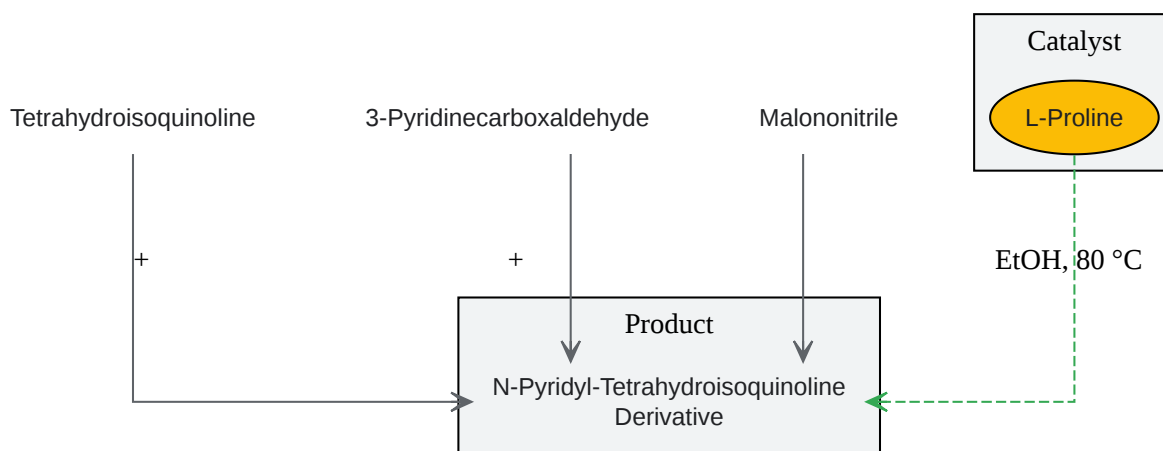 Catalyst
Tetrahydroisoquinoline
3-Pyridinecarboxaldehyde
Malononitrile
L-Proline
+
+
EtOH, 80 °C
Product
N-Pyridyl-Tetrahydroisoquinoline
Derivative